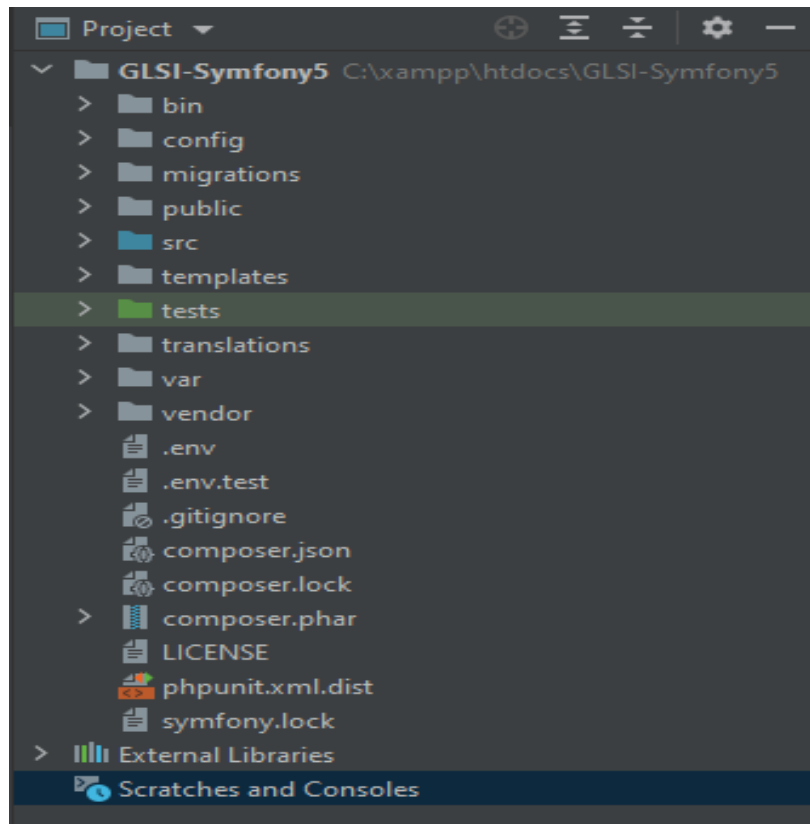 Project
GLSI-Symfony5 C:\xampp\htdocs\GLSI-Symfony5
bin
config
migrations
public
src
templates
tests
translations
var
vendor
.env
.env.test
.gitignore
composer.json
composer.lock
composer.phar
LICENSE
phpunit.xml.dist
symfony.lock
External Libraries
Scratches and Consoles